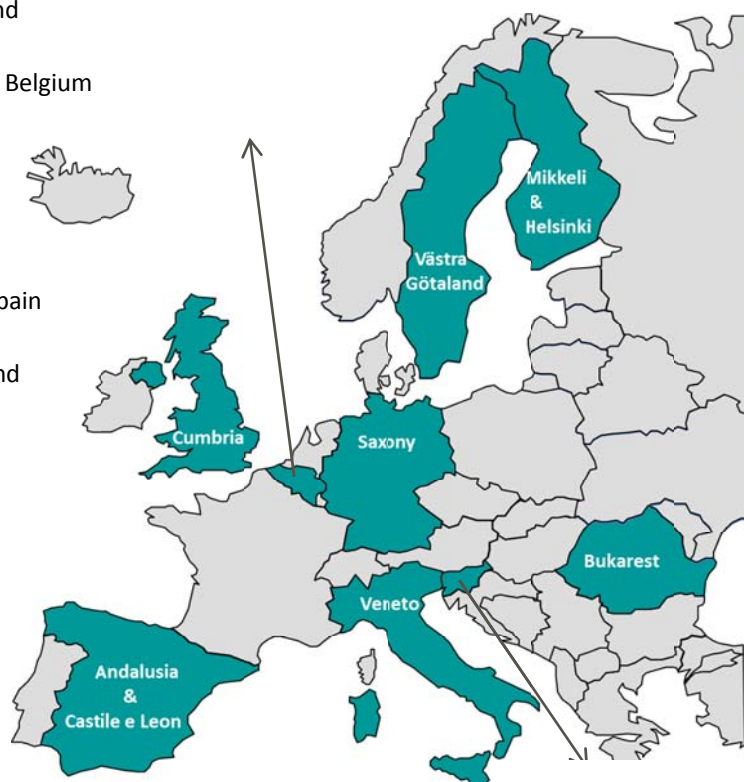 nd
Belgium
pain
nd
Mikkeli
&
Helsinki
Västra
Götaland
Cumbria
Saxony
Bukarest
Veneto
Andalusia
&
Castile e Leon